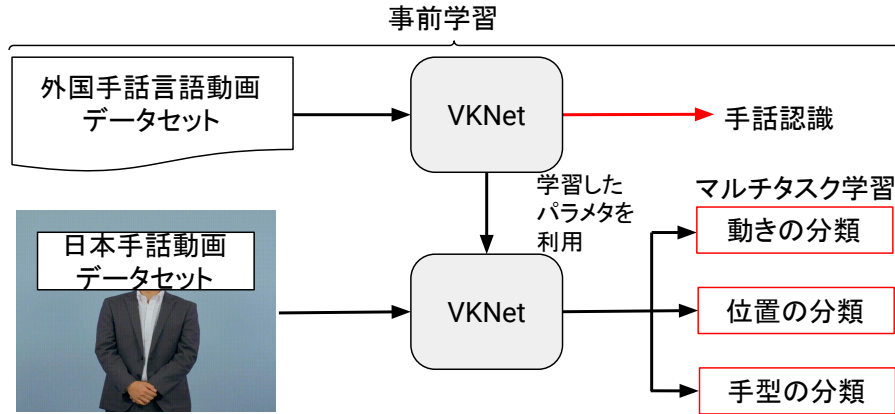 事前学習
外国手話言語動画
データセット
VKNet
手話認識
学習した
パラメタを
利用
マルチタスク学習
動きの分類
日本手話動画
データセット
VKNet
位置の分類
手型の分類